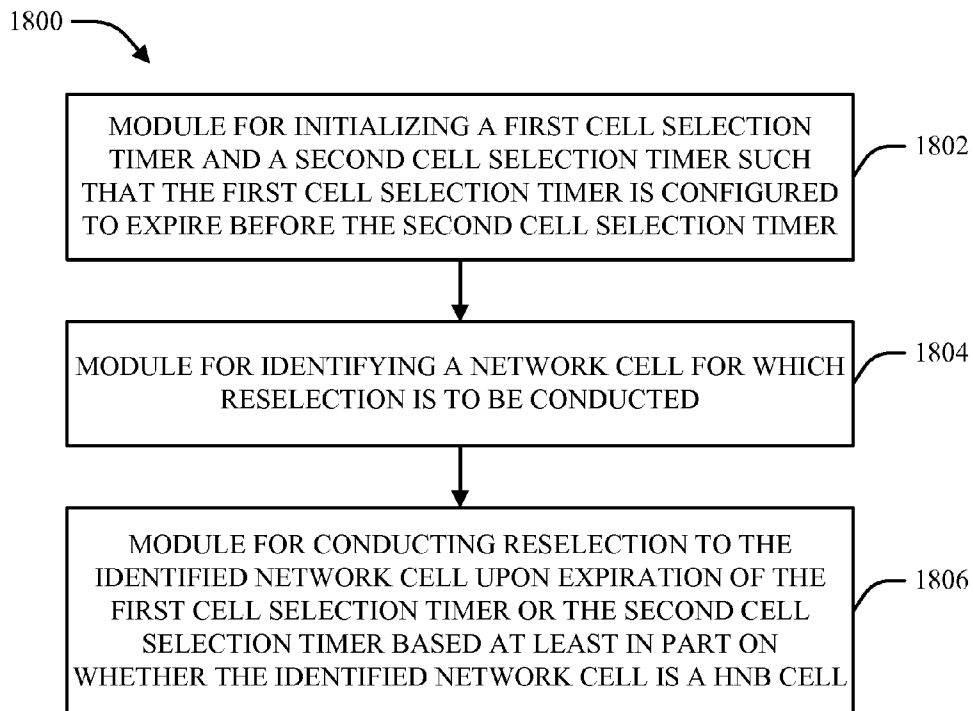 1800
MODULE FOR INITIALIZING A FIRST CELL SELECTION
TIMER AND A SECOND CELL SELECTION TIMER SUCH
THAT THE FIRST CELL SELECTION TIMER IS CONFIGURED
TO EXPIRE BEFORE THE SECOND CELL SELECTION TIMER
1802
MODULE FOR IDENTIFYING A NETWORK CELL FOR WHICH
RESELECTION IS TO BE CONDUCTED
1804
MODULE FOR CONDUCTING RESELECTION TO THE
IDENTIFIED NETWORK CELL UPON EXPIRATION OF THE
FIRST CELL SELECTION TIMER OR THE SECOND CELL
SELECTION TIMER BASED AT LEAST IN PART ON
WHETHER THE IDENTIFIED NETWORK CELL IS A HNB CELL
1806